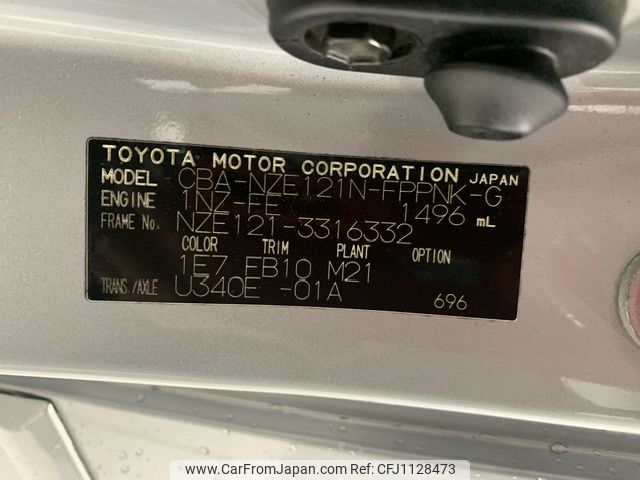 TOYOTA MOTOR CORPORATION JAPAN
MODEL CBA-NZE121N-FPPNK-G
ENGINE 1NZ-FE 1496 mL
FRAME No. NZE121-3316332
COLOR TRIM PLANT OPTION
1E7 FB10 M21
TRANS./AXLE U340E -01A
696
www.CarFromJapan.com - REF#CFJ1128473